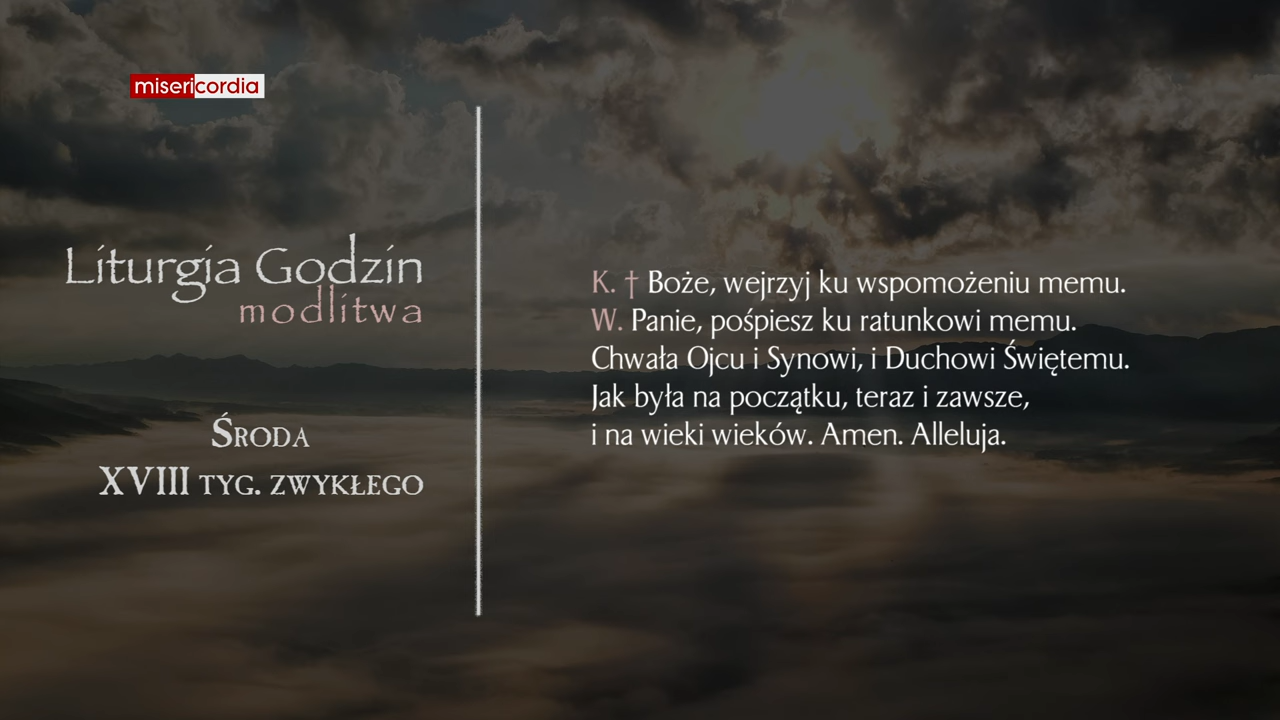 misericordia
Liturgia Godzin
modlitwa
Środa
XVIII tyg. zwykłego
K. † Boże, wejrzyj ku wspomożeniu memu.
W. Panie, pośpiesz ku ratunkowi memu.
Chwała Ojcu i Synowi, i Duchowi Świętemu.
Jak była na początku, teraz i zawsze,
i na wieki wieków. Amen. Alleluja.